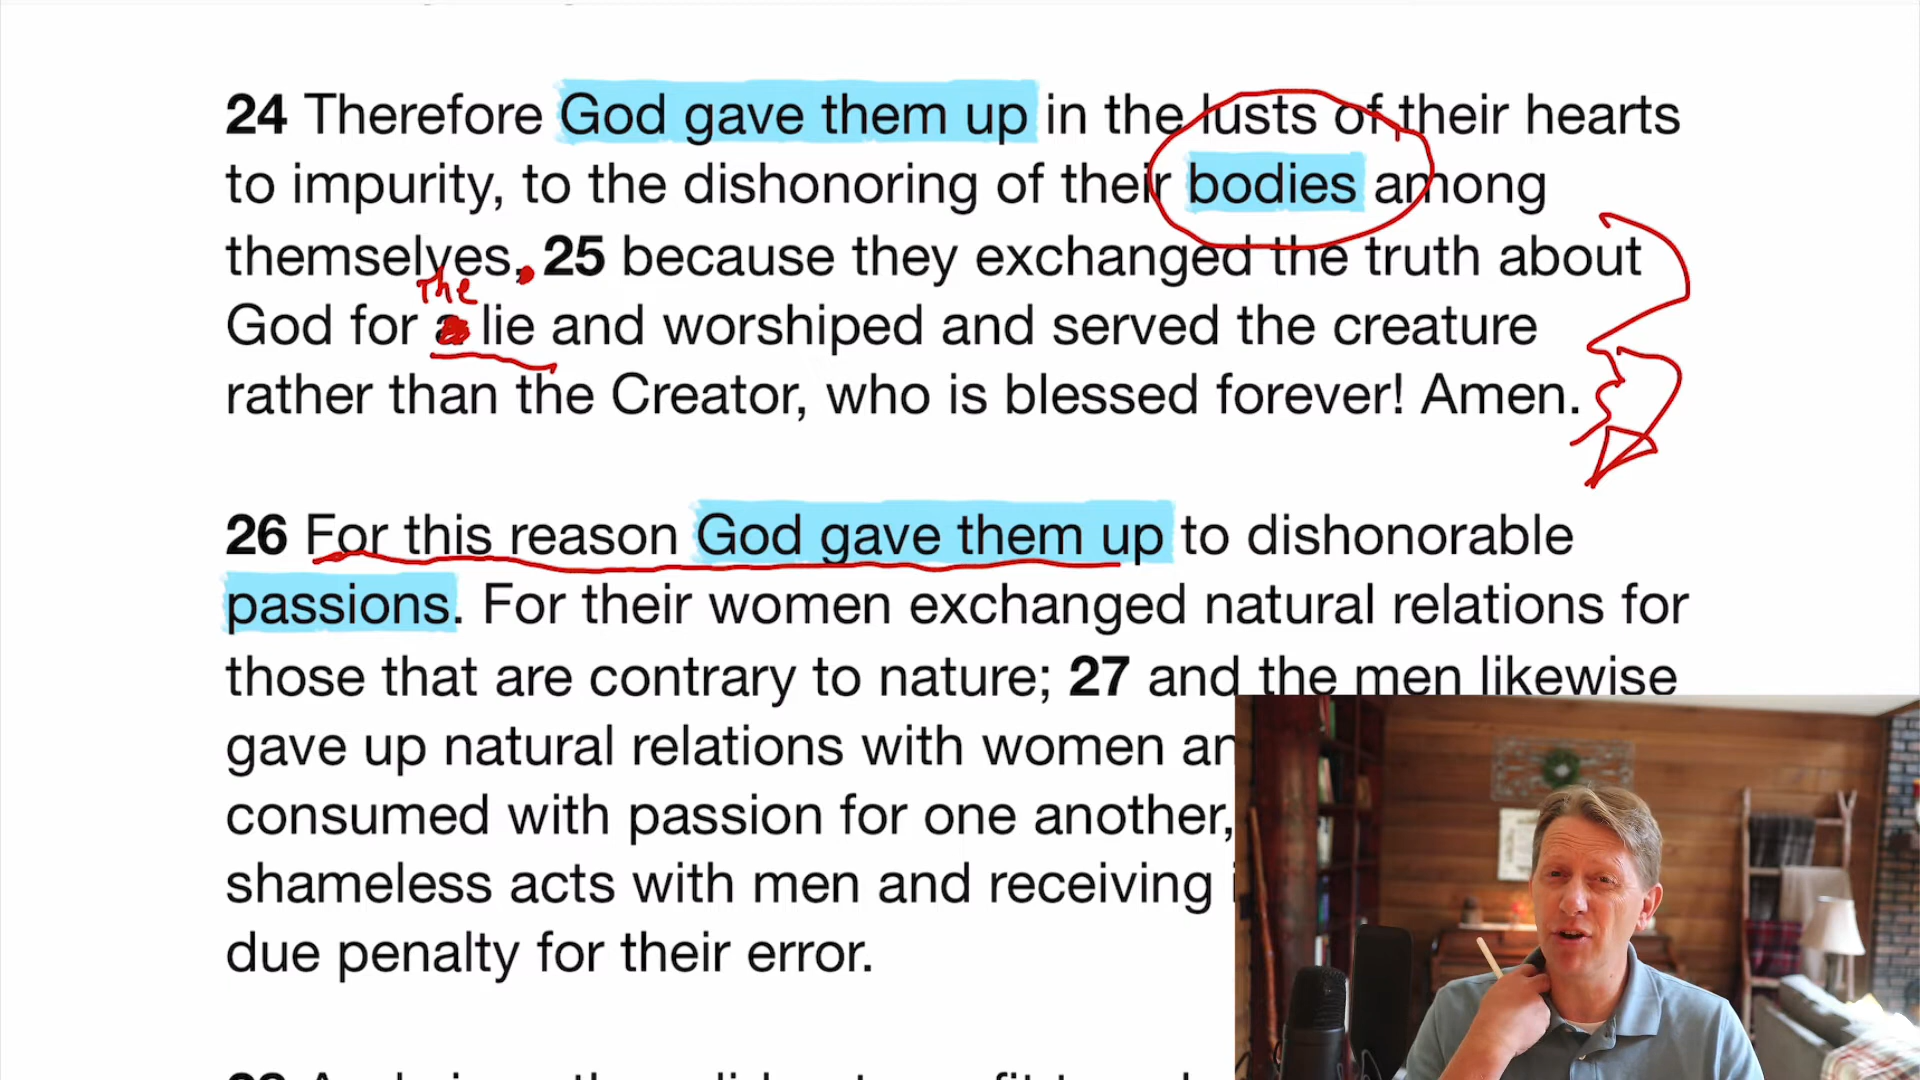 24 Therefore God gave them up in the lusts of their hearts
to impurity, to the dishonoring of their bodies among
themselves, 25 because they exchanged the truth about
The
God for a lie and worshiped and served the creature
rather than the Creator, who is blessed forever! Amen.
26 For this reason God gave them up to dishonorable
passions. For their women exchanged natural relations for
those that are contrary to nature; 27 and the men likewise
gave up natural relations with women
consumed with passion for one another,
shameless acts with men and receiving
due penalty for their error.